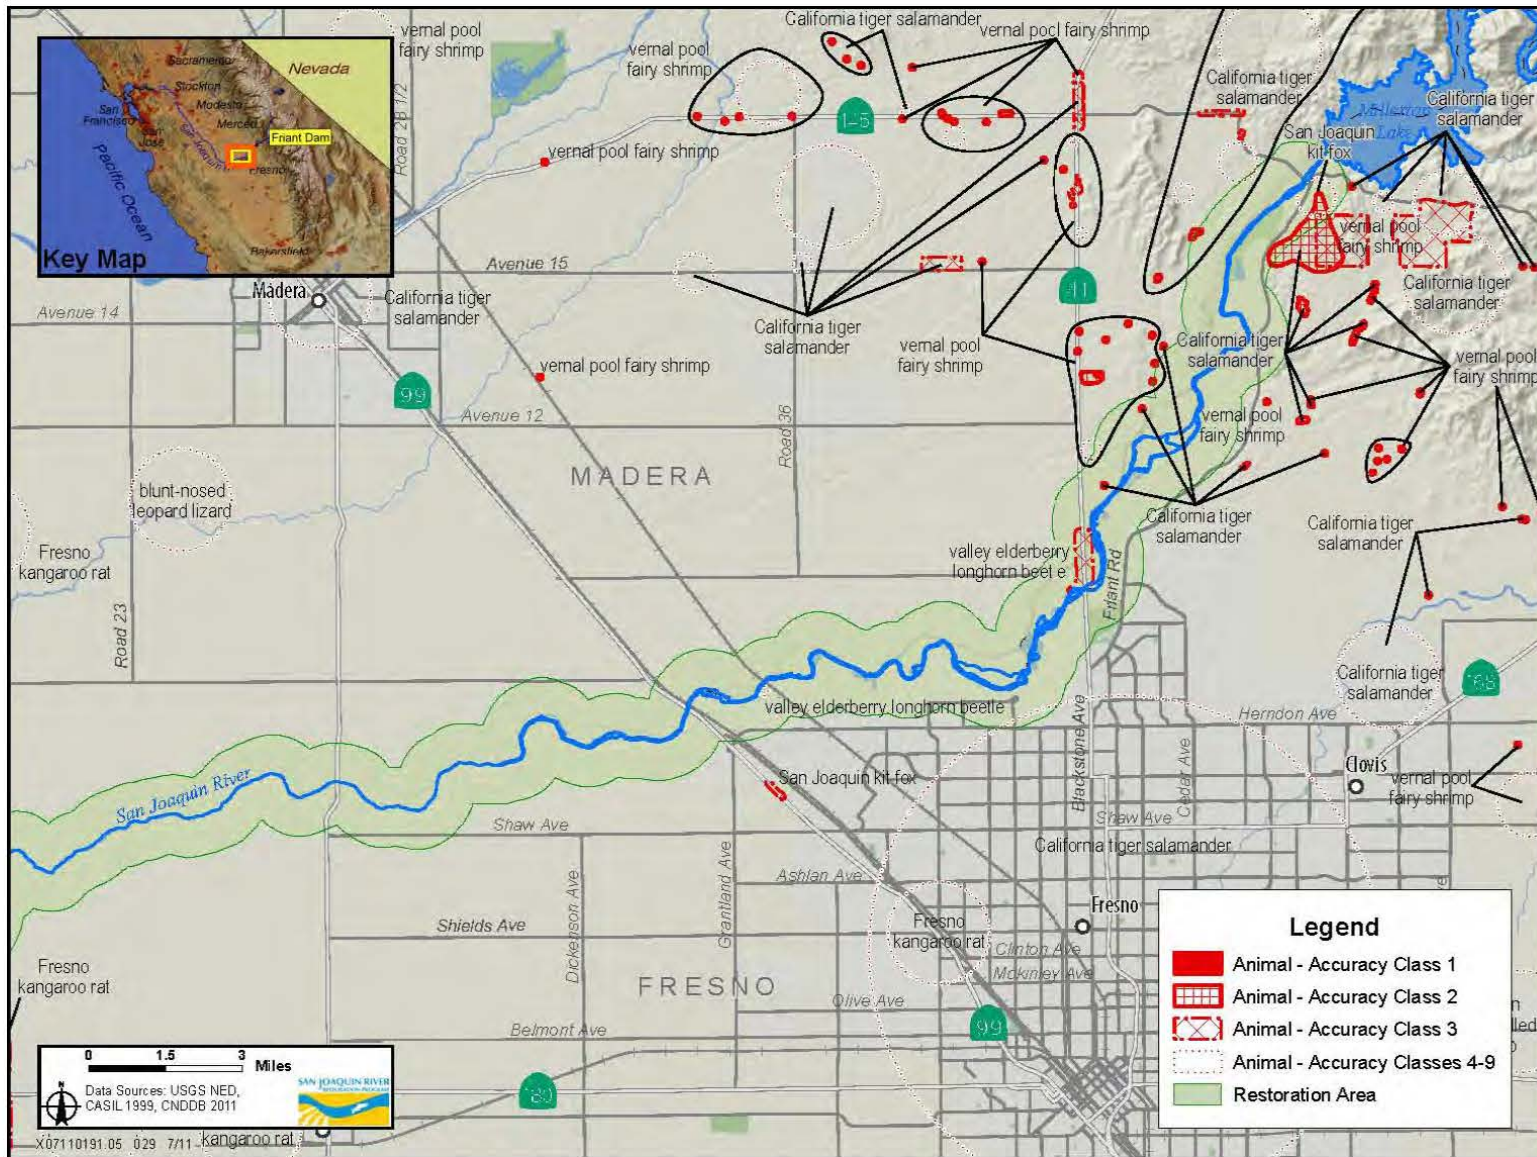 vernal pool
fairy shrimp
vernal pool
fairy shrimp
California tiger salamander
vernal pool fairy shrimp
California tiger
salamander
California tiger
salamander
San Joaquin
kit fox
Lake
Sacramento
Nevada
Stockton
San
Francisco
San
Jose
Modesto
Merced
Friant Dam
San Joaquin
Fresno
Pacific Ocean
Bakersfield
Key Map
vernal pool fairy shrimp
vernal pool
fairy shrimp
Avenue 15
Madera
California tiger
salamander
Avenue 14
California tiger
salamander
41
California tiger
salamander
vernal pool
fairy shrimp
California tiger
salamander
vernal pool
fairy shrimp
vernal pool fairy shrimp
99
Avenue 12
Road 36
vernal pool
fairy shrimp
MADERA
blunt-nosed
leopard lizard
California tiger
salamander
California tiger
salamander
Fresno
kangaroo rat
valley elderberry
longhorn beet e
Friant Rd
Road 23
California tiger
salamander
168
valley elderberry longhorn beetle
Herndon Ave
San Joaquin River
San Joaquin kit fox
Blackstone Ave
Cedar Ave
Clovis
vernal pool
fairy shrimp
Shaw Ave
Shaw Ave
California tiger salamander
Ashlan Ave
Dickenson Ave
Grantland Ave
Shields Ave
Fresno
kangaroo rat
Fresno
Clinton Ave
Mckinley Ave
Fresno
kangaroo rat
FRESNO
Olive Ave
Belmont Ave
99
180
Legend
Animal - Accuracy Class 1
Animal - Accuracy Class 2
Animal - Accuracy Class 3
Animal - Accuracy Classes 4-9
Restoration Area
0 1.5 3
Miles
N
Data Sources: USGS NED,
CASIL 1999, CNDDB 2011
SAN JOAQUIN RIVER
RESTORATION PROGRAM
X07110191.05 029 7/11
kangaroo rat